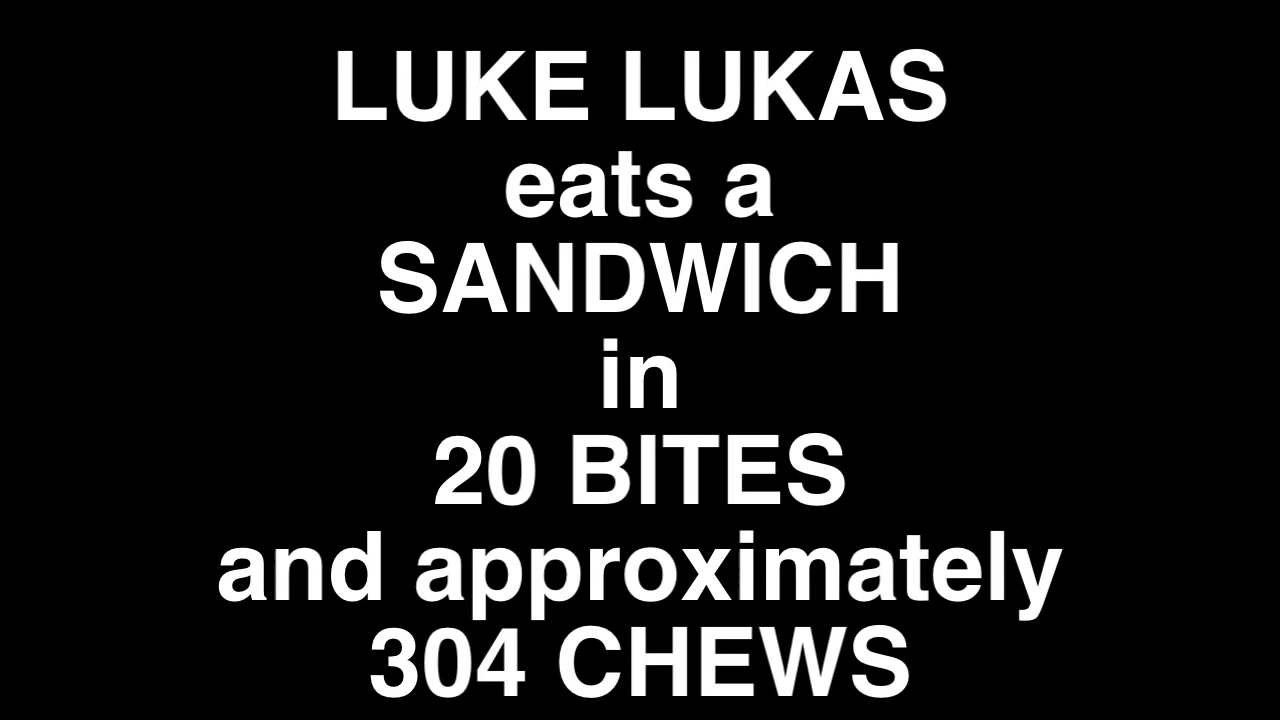 LUKE LUKAS
eats a
SANDWICH
in
20 BITES
and approximately
304 CHEWS